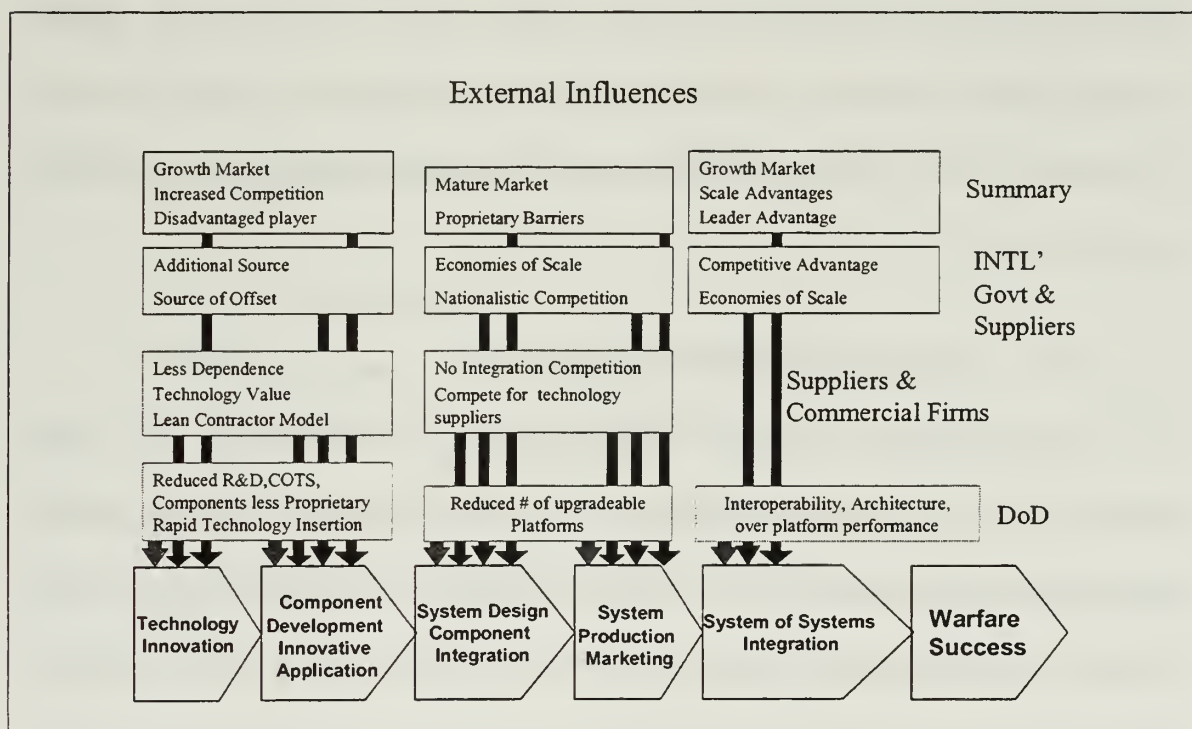 External Influences
Growth Market
Increased Competition
Disadvantaged player
Mature Market
Proprietary Barriers
Growth Market
Scale Advantages
Leader Advantage
Summary
Additional Source
Source of Offset
Economies of Scale
Nationalistic Competition
Competitive Advantage
Economies of Scale
INTL'
Govt &
Suppliers
Less Dependence
Technology Value
Lean Contractor Model
No Integration Competition
Compete for technology
suppliers
Suppliers &
Commercial Firms
Reduced R&D,COTS,
Components less Proprietary
Rapid Technology Insertion
Reduced # of upgradeable
Platforms
Interoperability, Architecture,
over platform performance
DoD
Technology
Innovation
Component
Development
Innovative
Application
System Design
Component
Integration
System
Production
Marketing
System of Systems
Integration
Warfare
Success